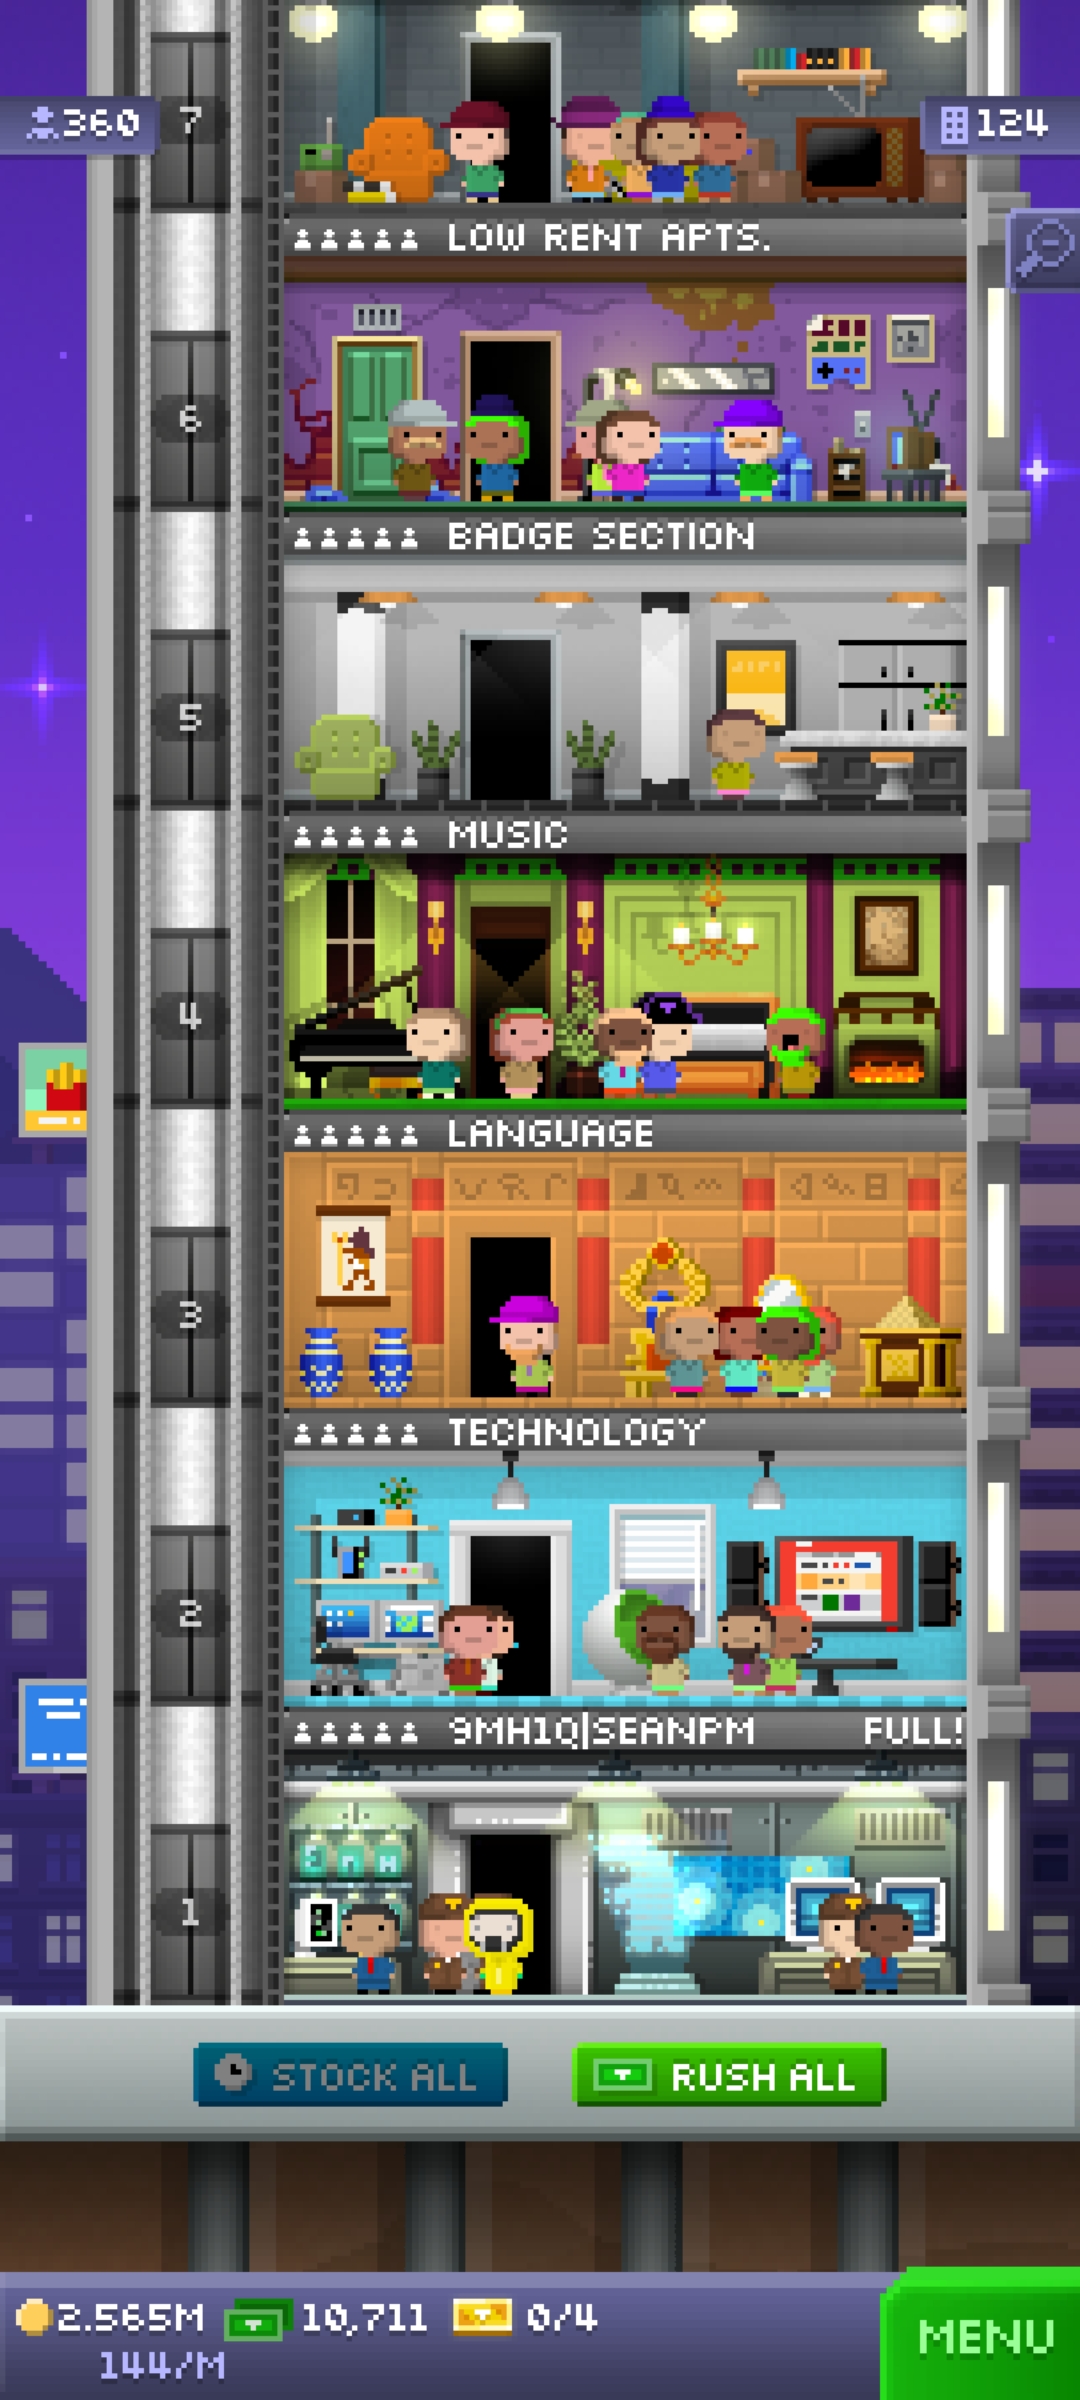 360
7
124
LOW RENT APTS.
6
BADGE SECTION
5
MUSIC
4
LANGUAGE
3
TECHNOLOGY
2
9MH1Q|SEANPM FULL!
1
STOCK ALL
RUSH ALL
2.565M 10,711 0/4
144/M
MENU